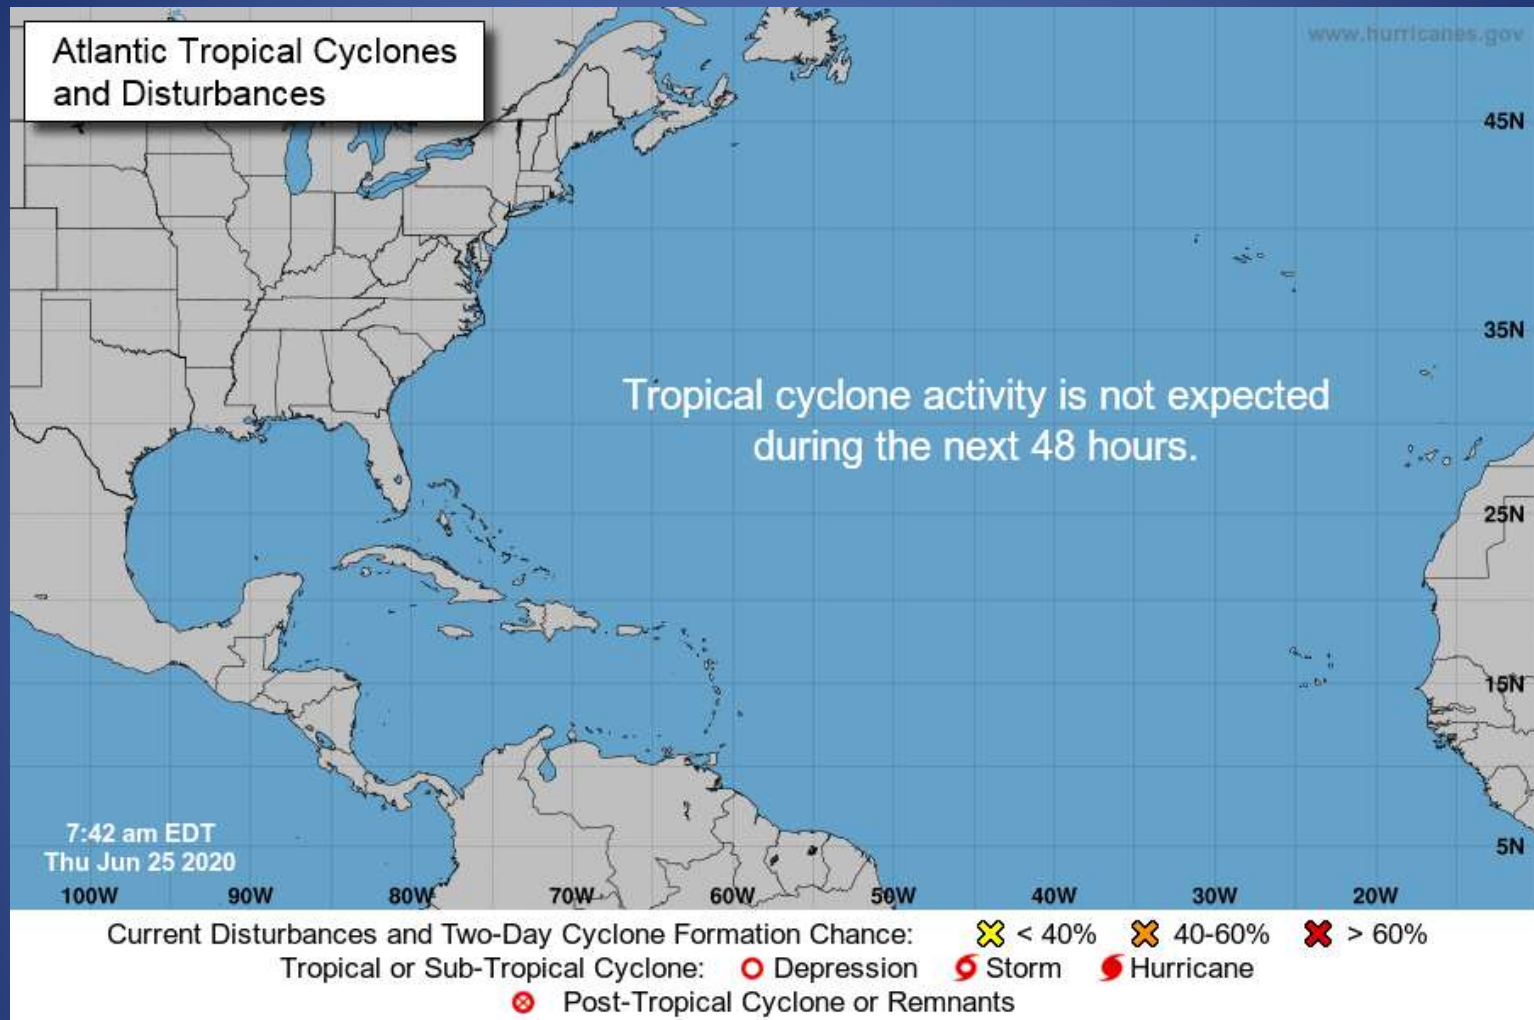 Atlantic Tropical Cyclones
and Disturbances
www.hurricanes.gov
45N
35N
Tropical cyclone activity is not expected
during the next 48 hours.
25N
15N
7:42 am EDT
Thu Jun 25 2020
5N
100W 90W 80W 70W 60W 50W 40W 30W 20W
Current Disturbances and Two-Day Cyclone Formation Chance: < 40% 40-60% > 60%
Tropical or Sub-Tropical Cyclone: Depression Storm Hurricane
Post-Tropical Cyclone or Remnants